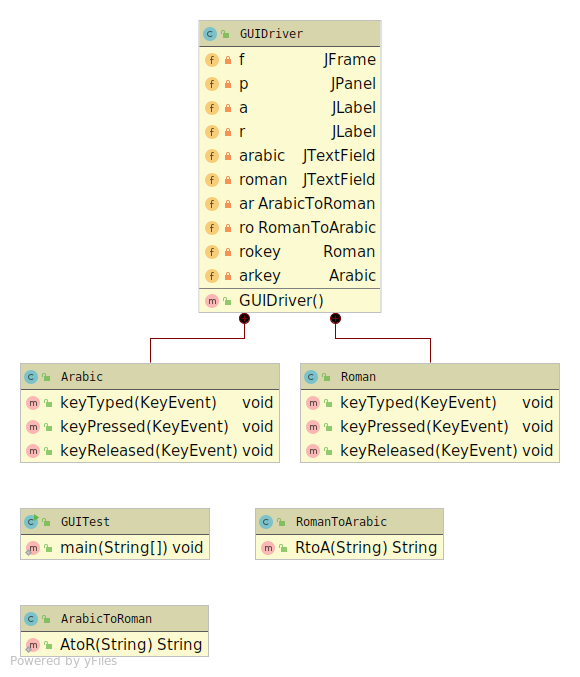 GUIDriver
f JFrame
p JPanel
a JLabel
r JLabel
arabic JTextField
roman JTextField
ar ArabicToRoman
ro RomanToArabic
rokey Roman
arkey Arabic
GUIDriver()
Arabic
keyTyped(KeyEvent) void
keyPressed(KeyEvent) void
keyReleased(KeyEvent) void
Roman
keyTyped(KeyEvent) void
keyPressed(KeyEvent) void
keyReleased(KeyEvent) void
GUITest
main(String[]) void
RomanToArabic
RtoA(String) String
ArabicToRoman
AtoR(String) String
Powered by yFiles